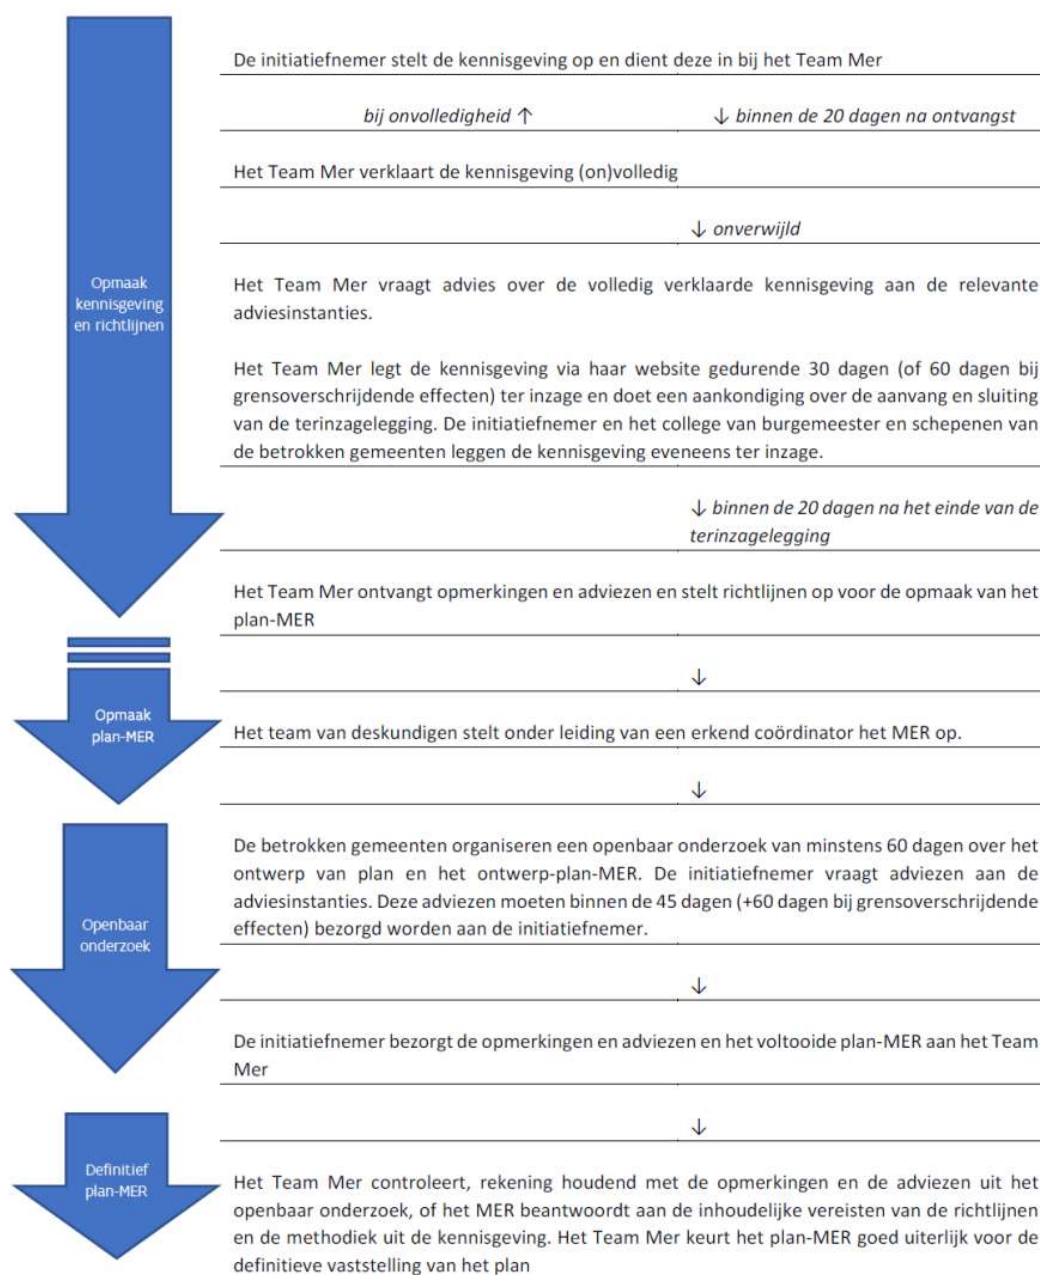 De initiatiefnemer stelt de kennisgeving op en dient deze in bij het Team Mer
bij onvolledigheid ↑
↓ binnen de 20 dagen na ontvangst
Het Team Mer verklaart de kennisgeving (on)volledig
↓ onverwijld
Opmaak
kennisgeving
en richtlijnen
Het Team Mer vraagt advies over de volledig verklaarde kennisgeving aan de relevante
adviesinstanties.
Het Team Mer legt de kennisgeving via haar website gedurende 30 dagen (of 60 dagen bij
grensoverschrijdende effecten) ter inzage en doet een aankondiging over de aanvang en sluiting
van de terinzagelegging. De initiatiefnemer en het college van burgemeester en schepenen van
de betrokken gemeenten leggen de kennisgeving eveneens ter inzage.
↓ binnen de 20 dagen na het einde van de
terinzagelegging
Het Team Mer ontvangt opmerkingen en adviezen en stelt richtlijnen op voor de opmaak van het
plan-MER
↓
Opmaak
plan-MER
Het team van deskundigen stelt onder leiding van een erkend coördinator het MER op.
↓
De betrokken gemeenten organiseren een openbaar onderzoek van minstens 60 dagen over het
ontwerp van plan en het ontwerp-plan-MER. De initiatiefnemer vraagt adviezen aan de
adviesinstanties. Deze adviezen moeten binnen de 45 dagen (+60 dagen bij grensoverschrijdende
effecten) bezorgd worden aan de initiatiefnemer.
Openbaar
onderzoek
↓
De initiatiefnemer bezorgt de opmerkingen en adviezen en het voltooide plan-MER aan het Team
Mer
↓
Definitief
plan-MER
Het Team Mer controleert, rekening houdend met de opmerkingen en de adviezen uit het
openbaar onderzoek, of het MER beantwoordt aan de inhoudelijke vereisten van de richtlijnen
en de methodiek uit de kennisgeving. Het Team Mer keurt het plan-MER goed uiterlijk voor de
definitieve vaststelling van het plan